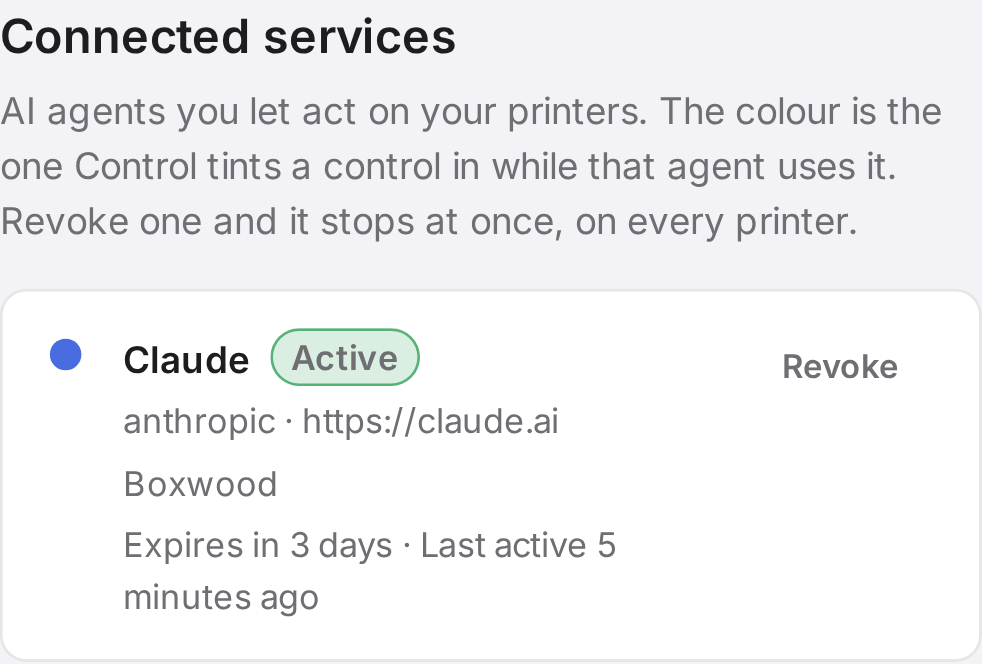 Connected services
AI agents you let act on your printers. The colour is the
one Control tints a control in while that agent uses it.
Revoke one and it stops at once, on every printer.
Claude Active
Revoke
anthropic · https://claude.ai
Boxwood
Expires in 3 days · Last active 5
minutes ago